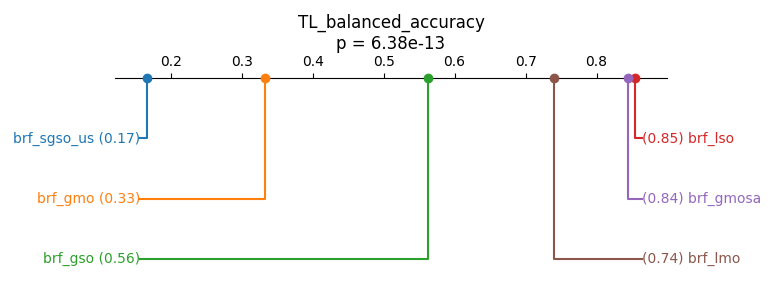 TL_balanced_accuracy
p = 6.38e-13
0.2 0.3 0.4 0.5 0.6 0.7 0.8
brf_sgso_us (0.17) (0.85) brf_lso
brf_gmo (0.33) (0.84) brf_gmosa
brf_gso (0.56) (0.74) brf_lmo